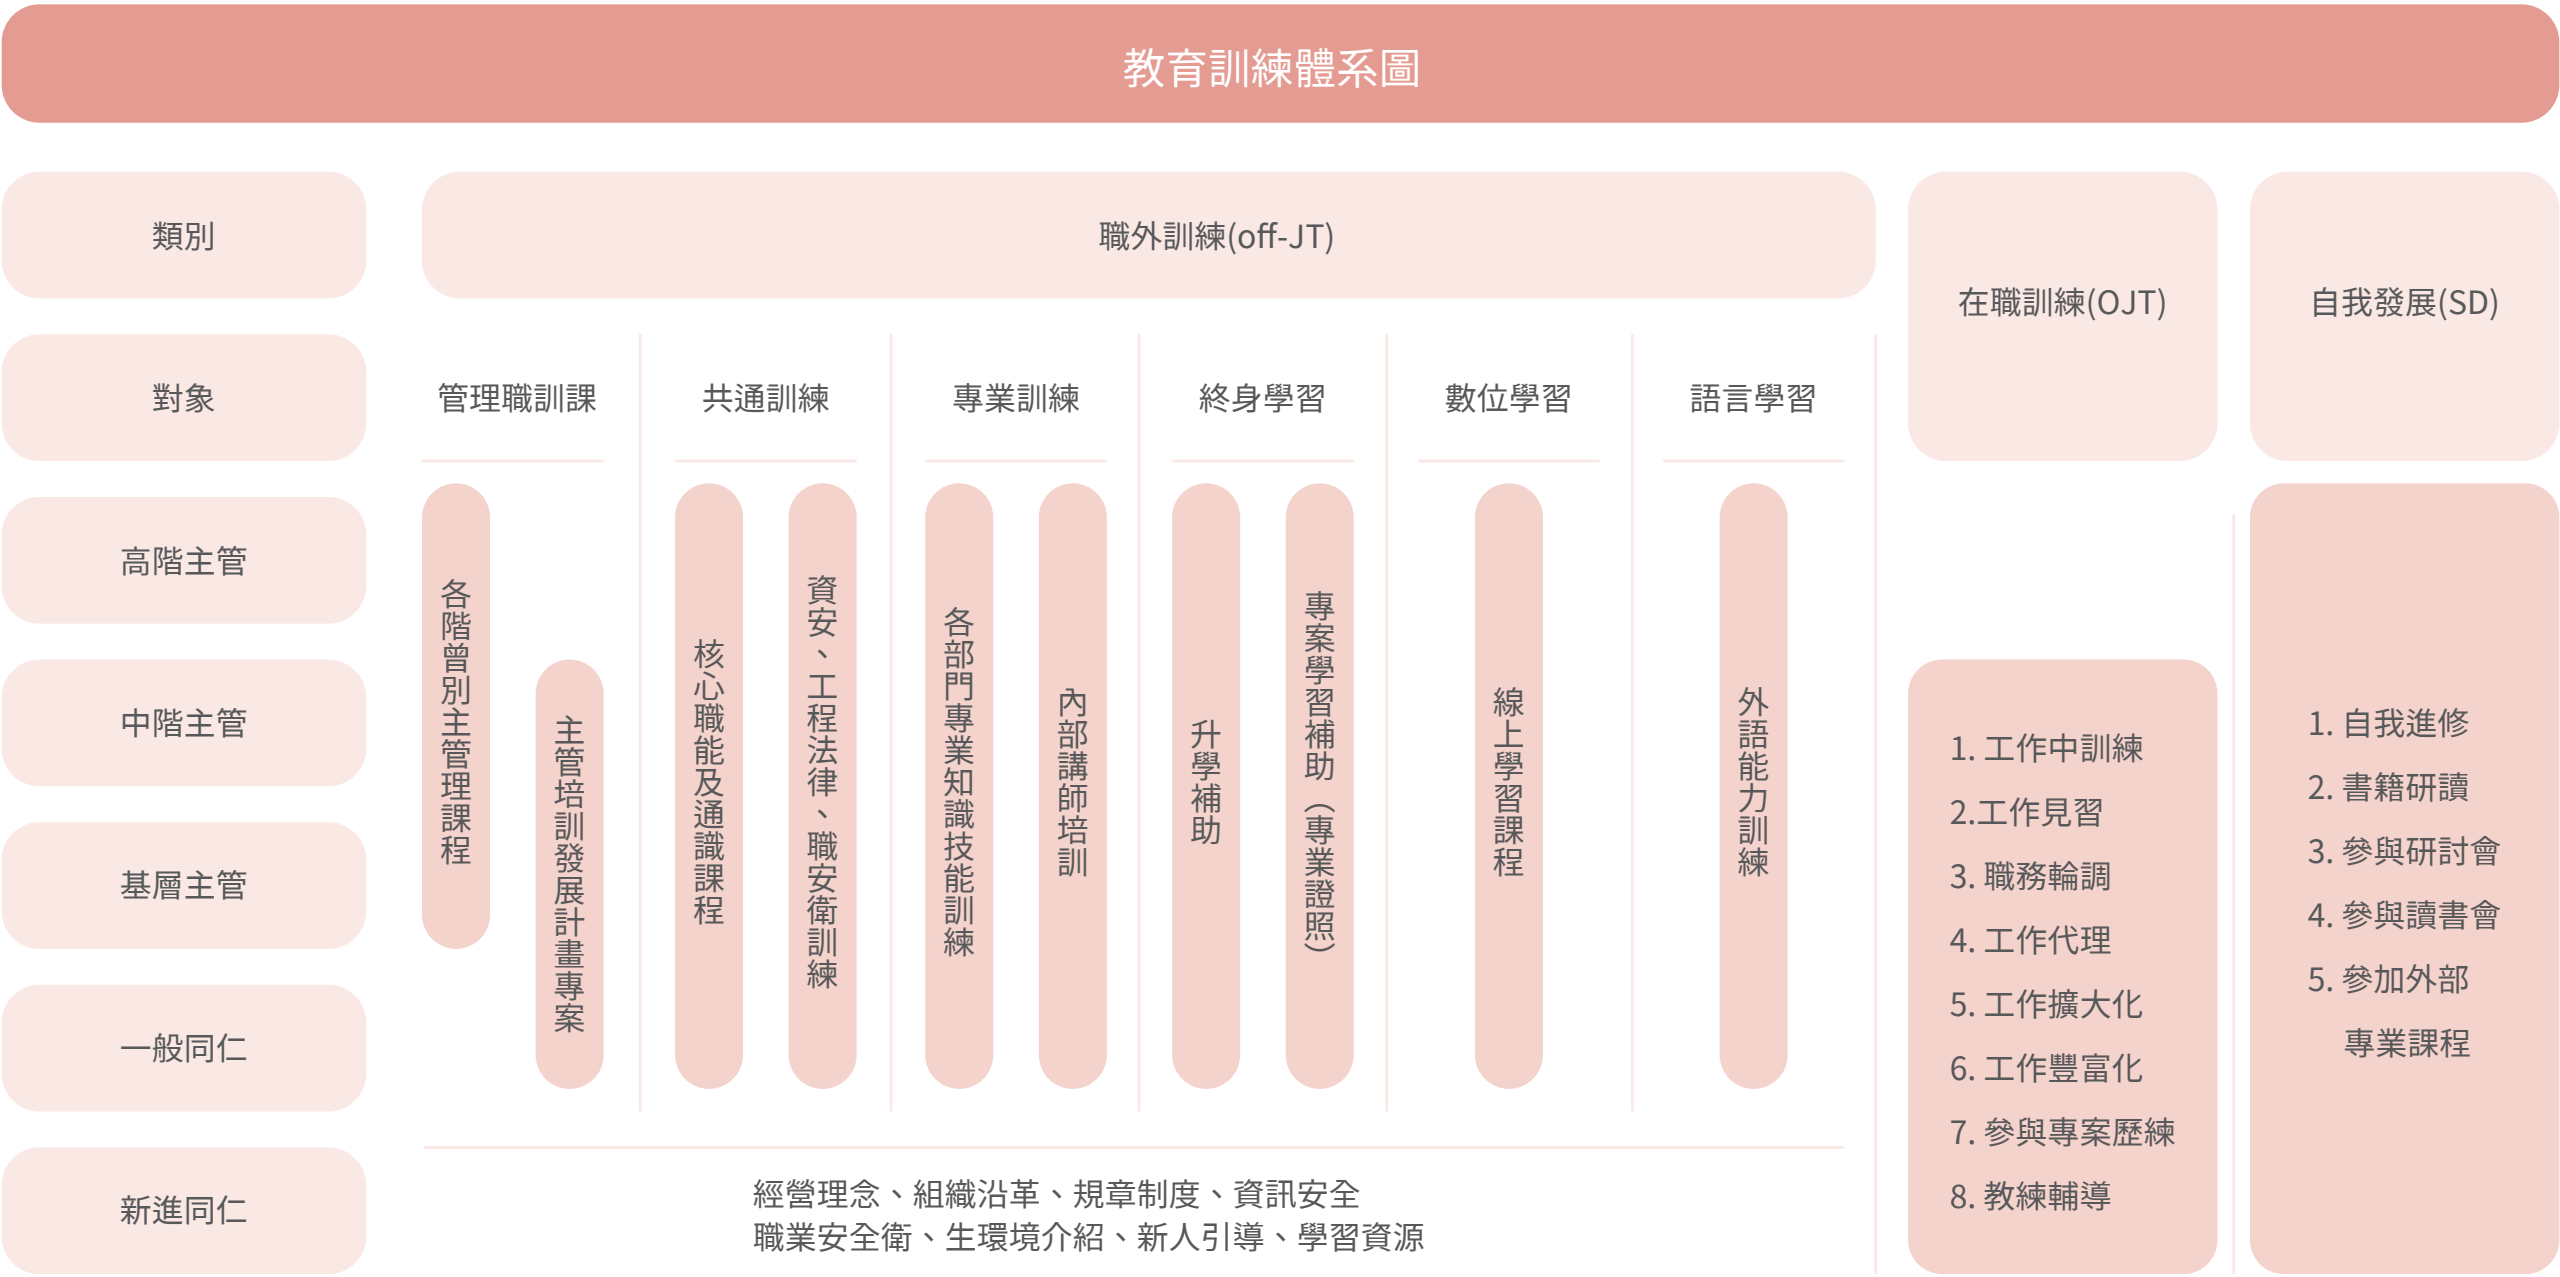 教育訓練體系圖
類別
職外訓練(off-JT)
在職訓練(OJT)
自我發展(SD)
對象
管理職訓課
共通訓練
專業訓練
終身學習
數位學習
語言學習
高階主管
中階主管
基層主管
一般同仁
新進同仁
各階曾別主管管理課程
主管培訓發展計畫專案
核心職能及通識課程
資安、工程法律、職安衛訓練
各部門專業知識技能訓練
內部講師培訓
升學補助
專案學習補助（專業證照）
線上學習課程
外語能力訓練
1. 工作中訓練
2.工作見習
3. 職務輪調
4. 工作代理
5. 工作擴大化
6. 工作豐富化
7. 參與專案歷練
8. 教練輔導
1. 自我進修
2. 書籍研讀
3. 參與研討會
4. 參與讀書會
5. 參加外部
專業課程
經營理念、組織沿革、規章制度、資訊安全
職業安全衛、生環境介紹、新人引導、學習資源